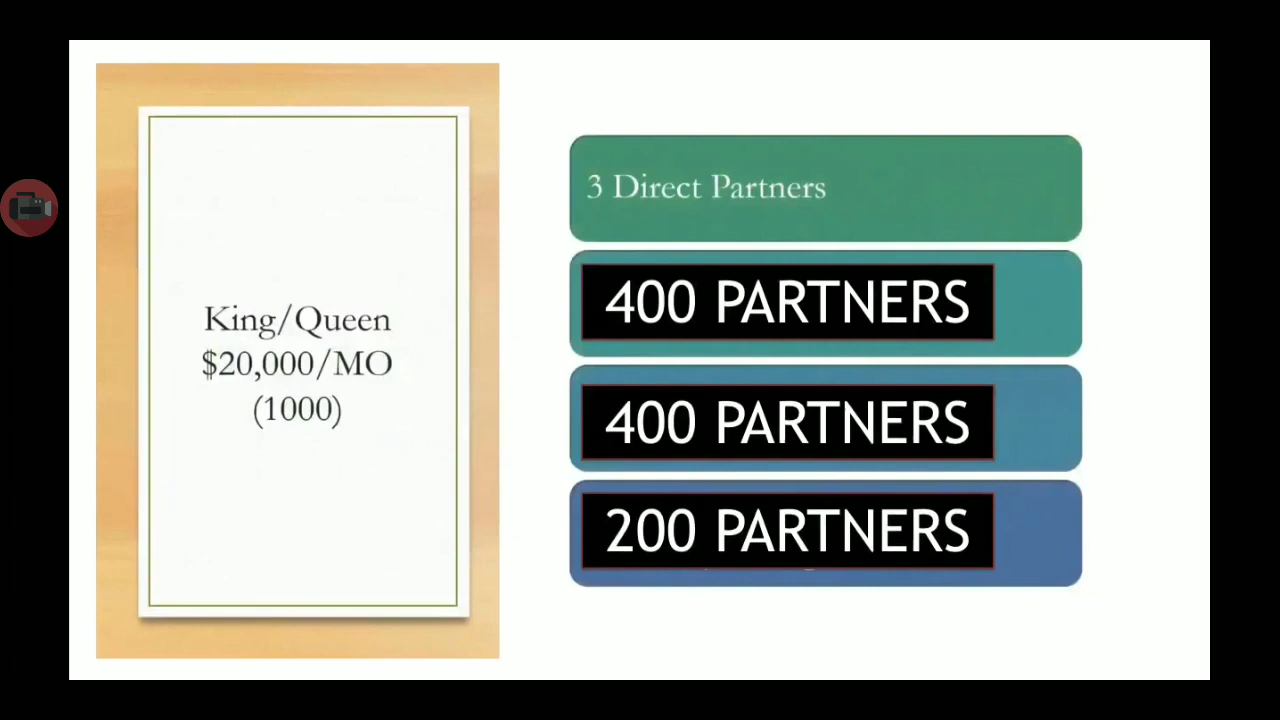 King/Queen
$20,000/MO
(1000)
3 Direct Partners
400 PARTNERS
400 PARTNERS
200 PARTNERS